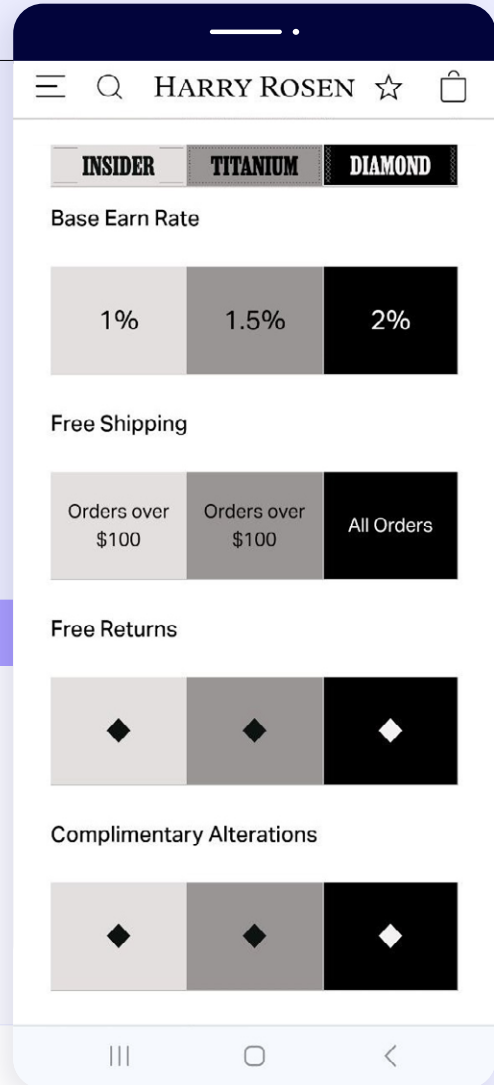 HARRY ROSEN
INSIDER TITANIUM DIAMOND
Base Earn Rate
1% 1.5% 2%
Free Shipping
Orders over $100 Orders over $100 All Orders
Free Returns
Complimentary Alterations